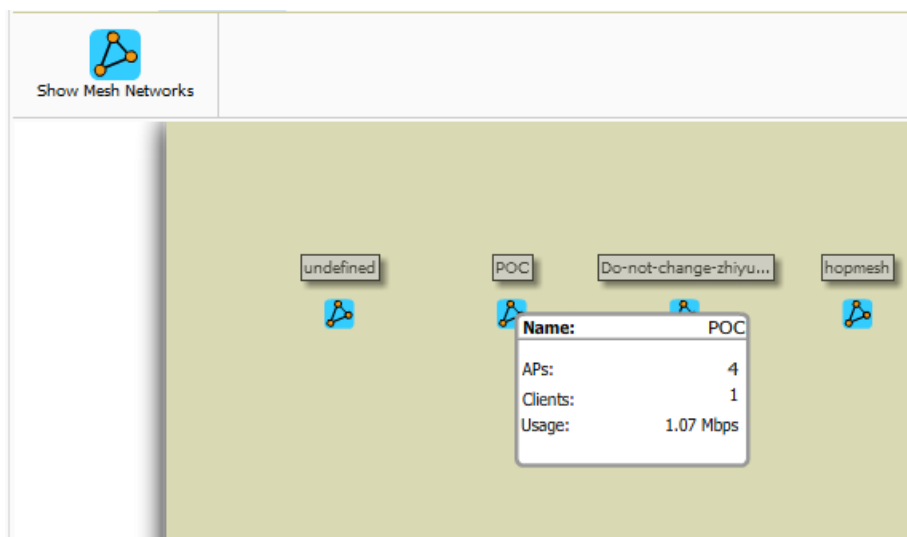 Show Mesh Networks
undefined
POC
Do-not-change-zhiyu...
hopmesh
Name: POC
APs: 4
Clients: 1
Usage: 1.07 Mbps